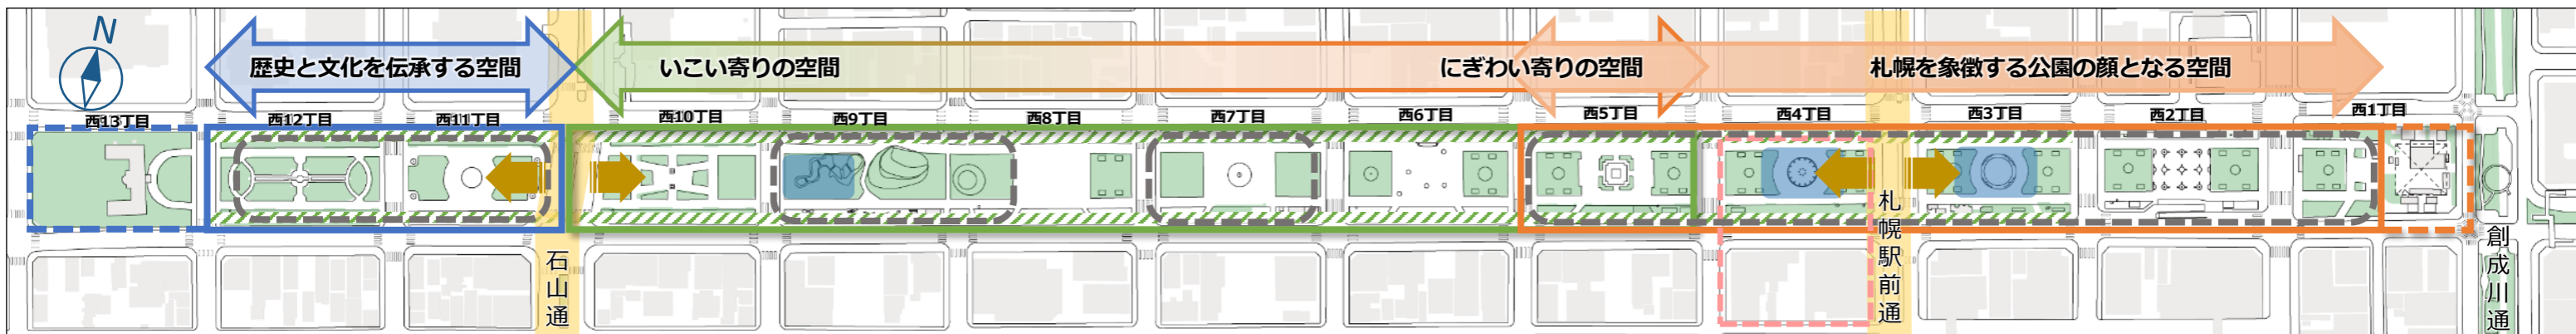 N
歴史と文化を伝承する空間
いこい寄りの空間
にぎわい寄りの空間
札幌を象徴する公園の顔となる空間
西13丁目
西12丁目
西11丁目
西10丁目
西9丁目
西8丁目
西7丁目
西6丁目
西5丁目
西4丁目
西3丁目
西2丁目
西1丁目
石山通
札幌駅前通
創成川通